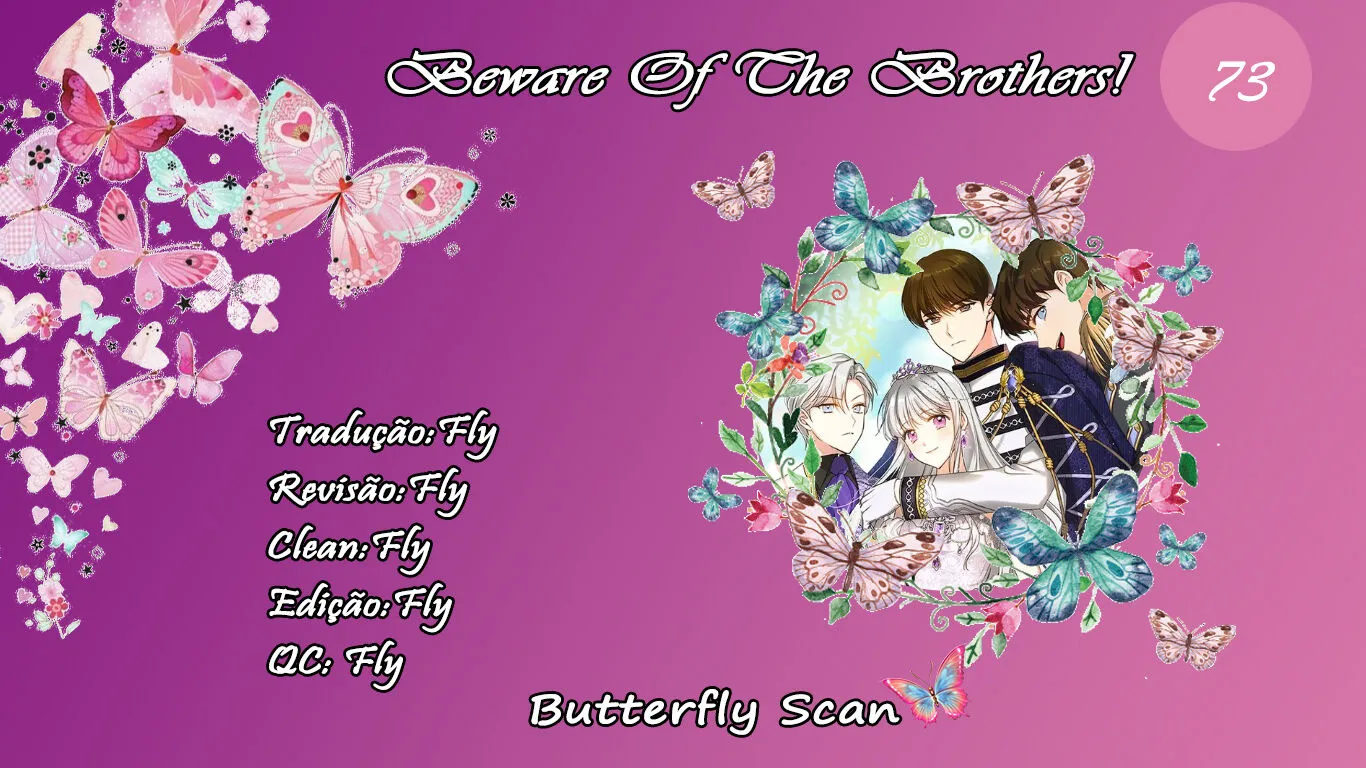 Beware Of The Brothers!
73
Tradução: Fly
Revisão: Fly
Clean: Fly
Edição: Fly
QC: Fly
Butterfly Scan